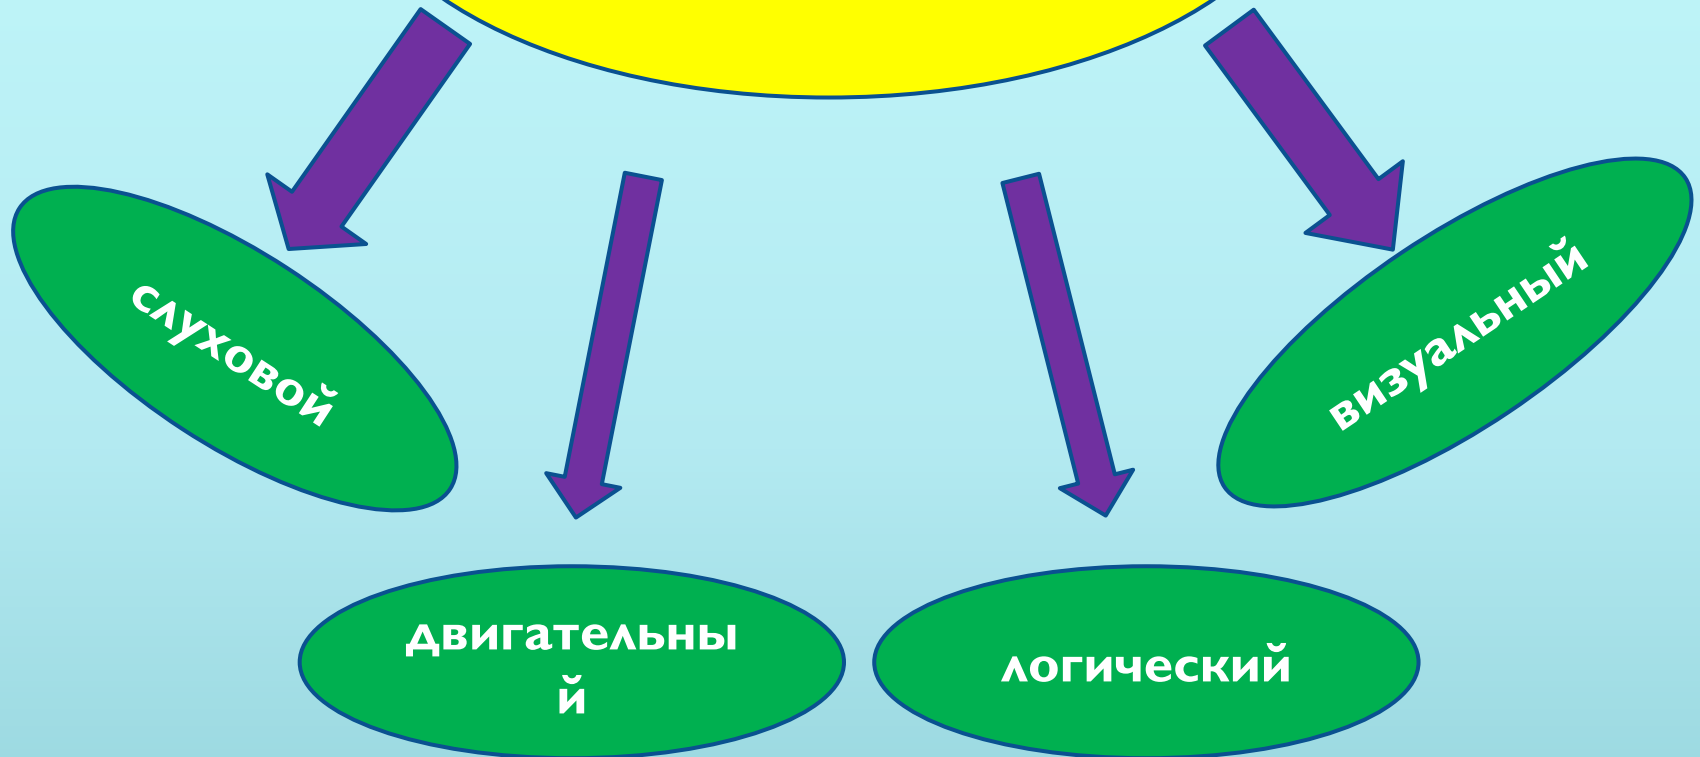 слуховой
визуальный
двигательны
й
логический